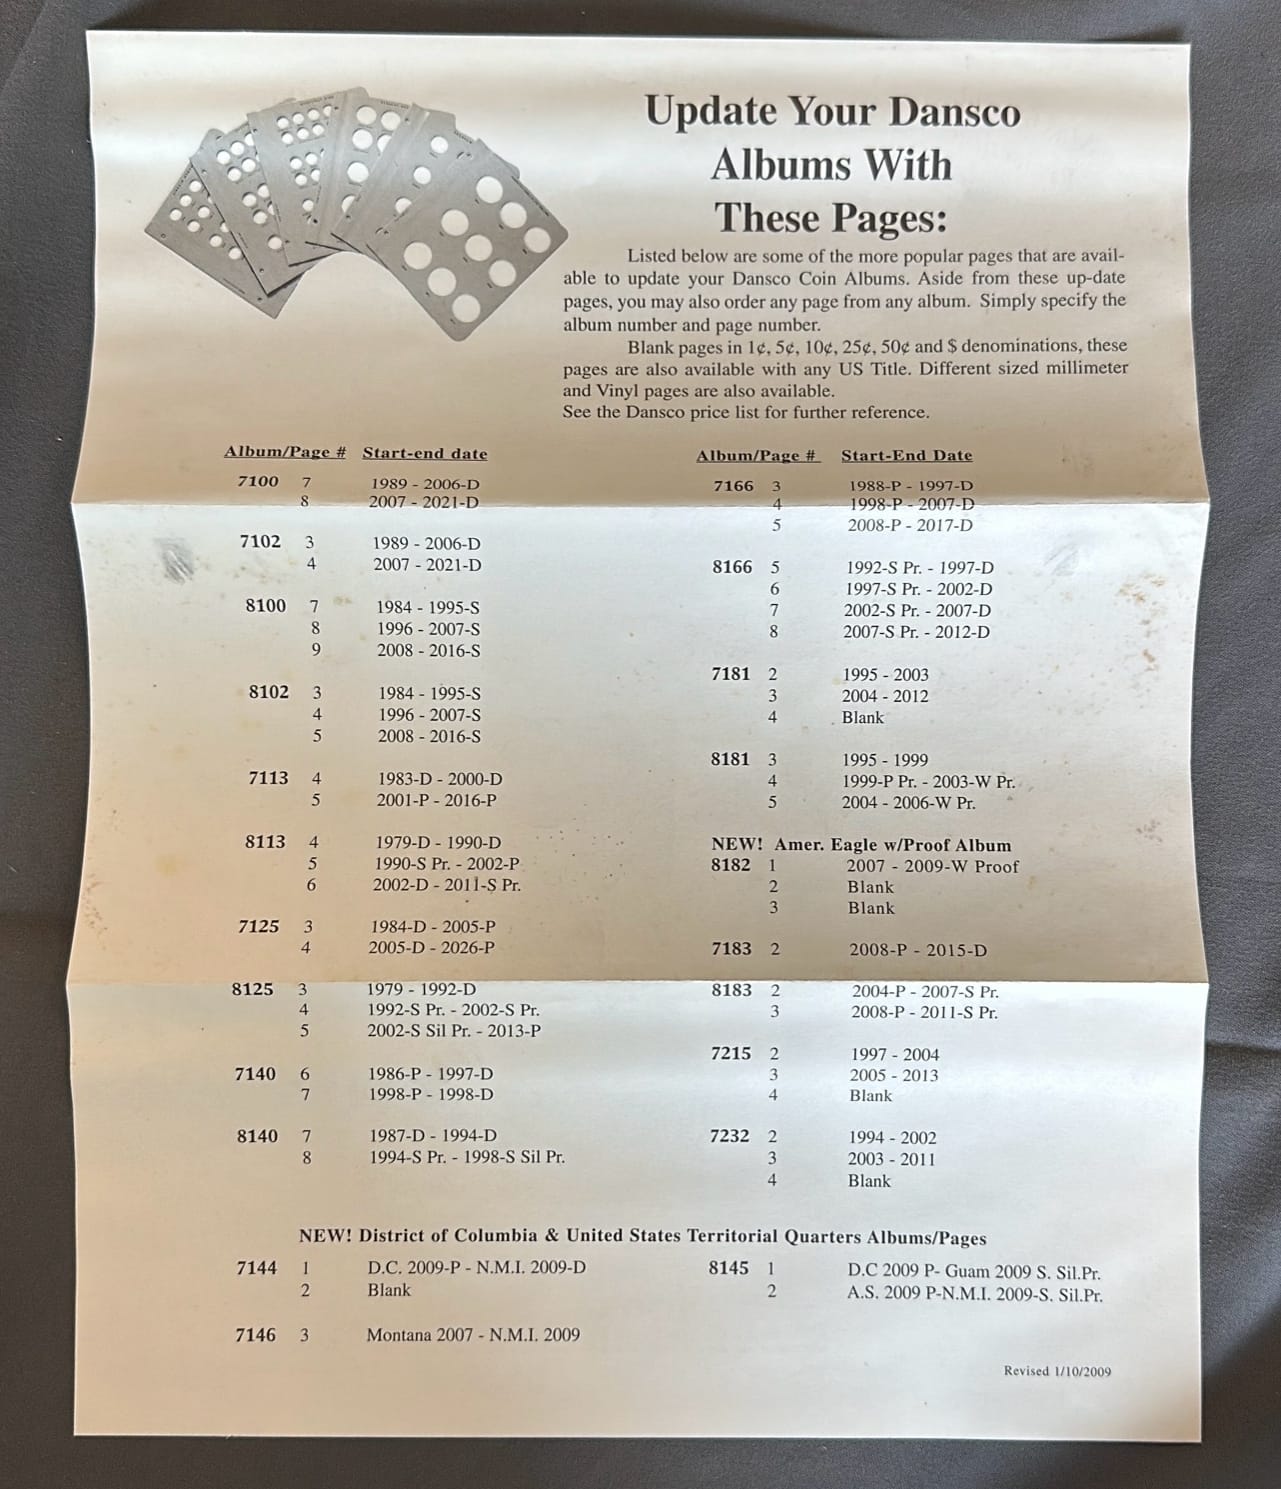 Update Your Dansco
Albums With
These Pages:
Listed below are some of the more popular pages that are avail-
able to update your Dansco Coin Albums. Aside from these up-date
pages, you may also order any page from any album. Simply specify the
album number and page number.
Blank pages in 1¢, 5¢, 10¢, 25¢, 50¢ and $ denominations, these
pages are also available with any US Title. Different sized millimeter
and Vinyl pages are also available.
See the Dansco price list for further reference.
Album/Page # Start-end date
7100 7 1989 - 2006-D
8 2007 - 2021-D
7102 3 1989 - 2006-D
4 2007 - 2021-D
8100 7 1984 - 1995-S
8 1996 - 2007-S
9 2008 - 2016-S
8102 3 1984 - 1995-S
4 1996 - 2007-S
5 2008 - 2016-S
7113 4 1983-D - 2000-D
5 2001-P - 2016-P
8113 4 1979-D - 1990-D
5 1990-S Pr. - 2002-P
6 2002-D - 2011-S Pr.
7125 3 1984-D - 2005-P
4 2005-D - 2026-P
8125 3 1979 - 1992-D
4 1992-S Pr. - 2002-S Pr.
5 2002-S Sil Pr. - 2013-P
7140 6 1986-P - 1997-D
7 1998-P - 1998-D
8140 7 1987-D - 1994-D
8 1994-S Pr. - 1998-S Sil Pr.
Album/Page # Start-End Date
7166 3 1988-P - 1997-D
4 1998-P - 2007-D
5 2008-P - 2017-D
8166 5 1992-S Pr. - 1997-D
6 1997-S Pr. - 2002-D
7 2002-S Pr. - 2007-D
8 2007-S Pr. - 2012-D
7181 2 1995 - 2003
3 2004 - 2012
4 Blank
8181 3 1995 - 1999
4 1999-P Pr. - 2003-W Pr.
5 2004 - 2006-W Pr.
NEW! Amer. Eagle w/Proof Album
8182 1 2007 - 2009-W Proof
2 Blank
3 Blank
7183 2 2008-P - 2015-D
8183 2 2004-P - 2007-S Pr.
3 2008-P - 2011-S Pr.
7215 2 1997 - 2004
3 2005 - 2013
4 Blank
7232 2 1994 - 2002
3 2003 - 2011
4 Blank
NEW! District of Columbia & United States Territorial Quarters Albums/Pages
7144 1 D.C. 2009-P - N.M.I. 2009-D
2 Blank
7146 3 Montana 2007 - N.M.I. 2009
8145 1 D.C 2009 P- Guam 2009 S. Sil.Pr.
2 A.S. 2009 P-N.M.I. 2009-S. Sil.Pr.
Revised 1/10/2009